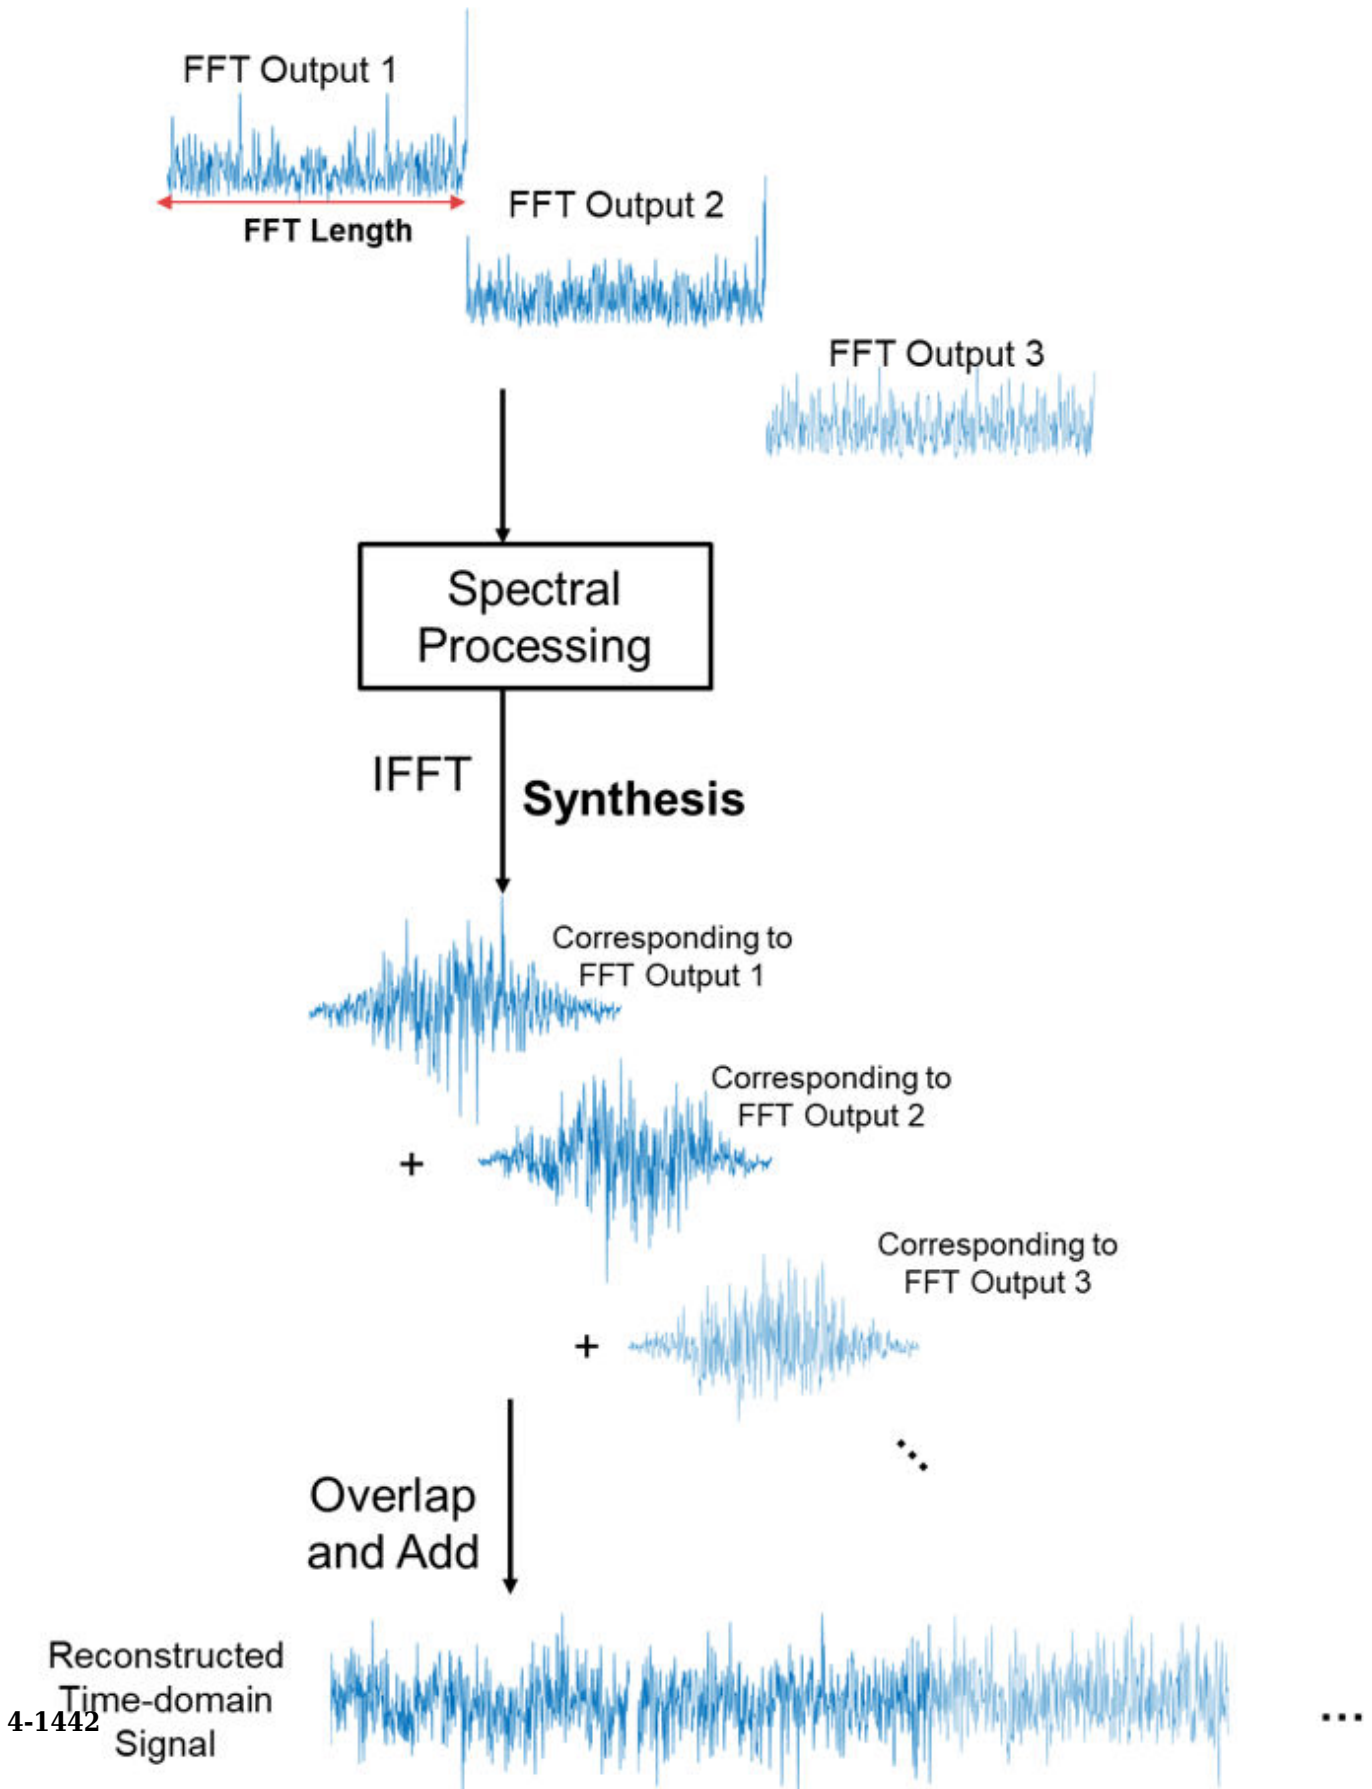 FFT Output 1
FFT Length
FFT Output 2
FFT Output 3
Spectral
Processing
IFFT
Synthesis
Corresponding to
FFT Output 1
Corresponding to
FFT Output 2
+
Corresponding to
FFT Output 3
+
Overlap
and Add
Reconstructed
Time-domain
Signal
4-1442
...